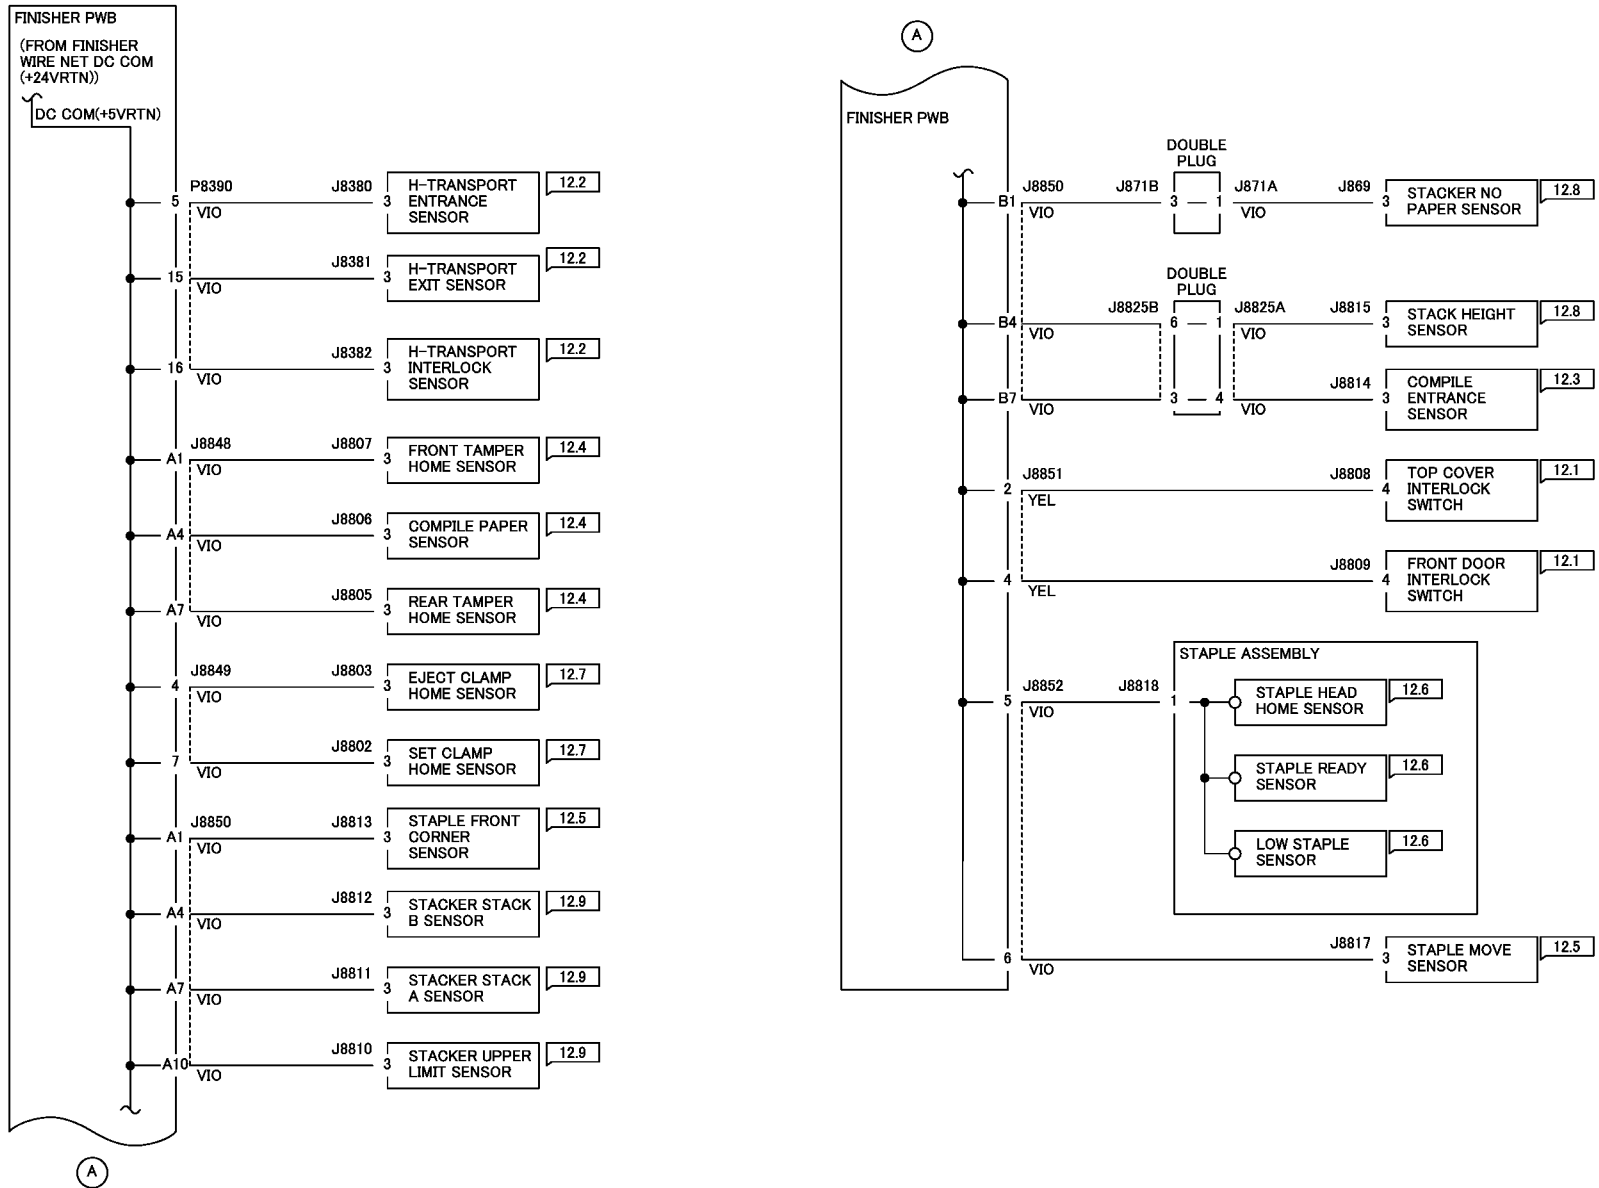 FINISHER PWB
(FROM FINISHER
WIRE NET DC COM
(+24VRTN))
DC COM(+5VRTN)
5 P8390 VIO J8380 3
H-TRANSPORT
ENTRANCE
SENSOR
12.2
15 VIO J8381 3
H-TRANSPORT
EXIT SENSOR
12.2
16 VIO J8382 3
H-TRANSPORT
INTERLOCK
SENSOR
12.2
A1 J8848 VIO J8807 3
FRONT TAMPER
HOME SENSOR
12.4
A4 VIO J8806 3
COMPILE PAPER
SENSOR
12.4
A7 VIO J8805 3
REAR TAMPER
HOME SENSOR
12.4
4 J8849 VIO J8803 3
EJECT CLAMP
HOME SENSOR
12.7
7 VIO J8802 3
SET CLAMP
HOME SENSOR
12.7
A1 J8850 VIO J8813 3
STAPLE FRONT
CORNER
SENSOR
12.5
A4 VIO J8812 3
STACKER STACK
B SENSOR
12.9
A7 VIO J8811 3
STACKER STACK
A SENSOR
12.9
A10 VIO J8810 3
STACKER UPPER
LIMIT SENSOR
12.9
A
A
FINISHER PWB
DOUBLE
PLUG
B1 J8850 VIO J871B 3 1 J871A VIO J869 3
STACKER NO
PAPER SENSOR
12.8
DOUBLE
PLUG
B4 VIO J8825B 6 1 J8825A VIO J8815 3
STACK HEIGHT
SENSOR
12.8
B7 VIO 3 4 VIO J8814 3
COMPILE
ENTRANCE
SENSOR
12.3
2 J8851 YEL J8808 4
TOP COVER
INTERLOCK
SWITCH
12.1
4 YEL J8809 4
FRONT DOOR
INTERLOCK
SWITCH
12.1
STAPLE ASSEMBLY
5 J8852 VIO J8818 1
STAPLE HEAD
HOME SENSOR
12.6
STAPLE READY
SENSOR
12.6
LOW STAPLE
SENSOR
12.6
6 VIO J8817 3
STAPLE MOVE
SENSOR
12.5